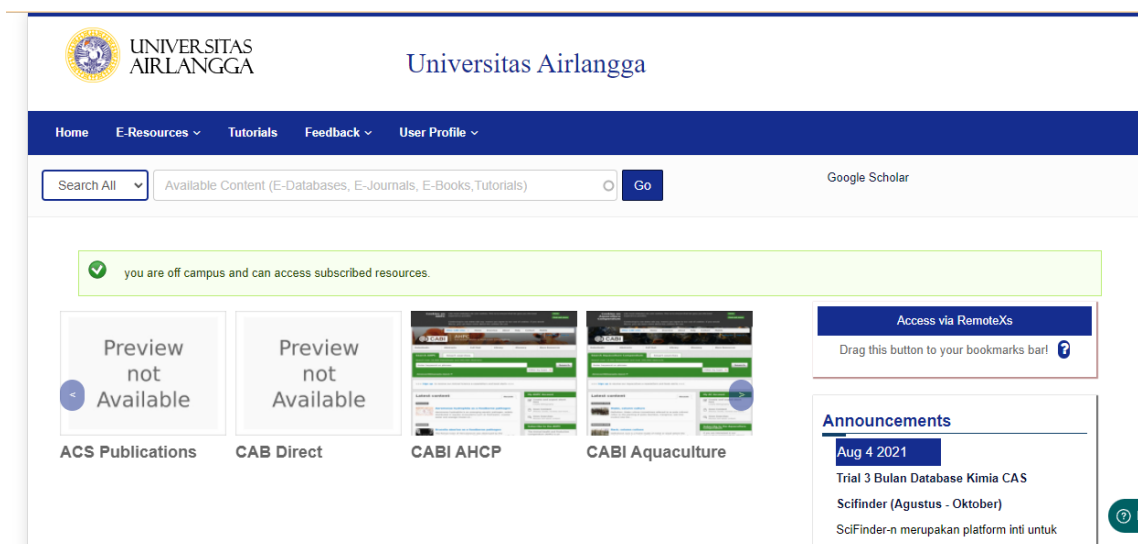 UNIVERSITAS
AIRLANGGA
Universitas Airlangga
Home E-Resources Tutorials Feedback User Profile
Search All Available Content (E-Databases, E-Journals, E-Books,Tutorials) Go
Google Scholar
you are off campus and can access subscribed resources.
Preview
not
Available
Preview
not
Available
CABI
CABI
<
>
ACS Publications
CAB Direct
CABI AHCP
CABI Aquaculture
Access via RemoteXs
Drag this button to your bookmarks bar! ?
Announcements
Aug 4 2021
Trial 3 Bulan Database Kimia CAS
Scifinder (Agustus - Oktober)
SciFinder-n merupakan platform inti untuk